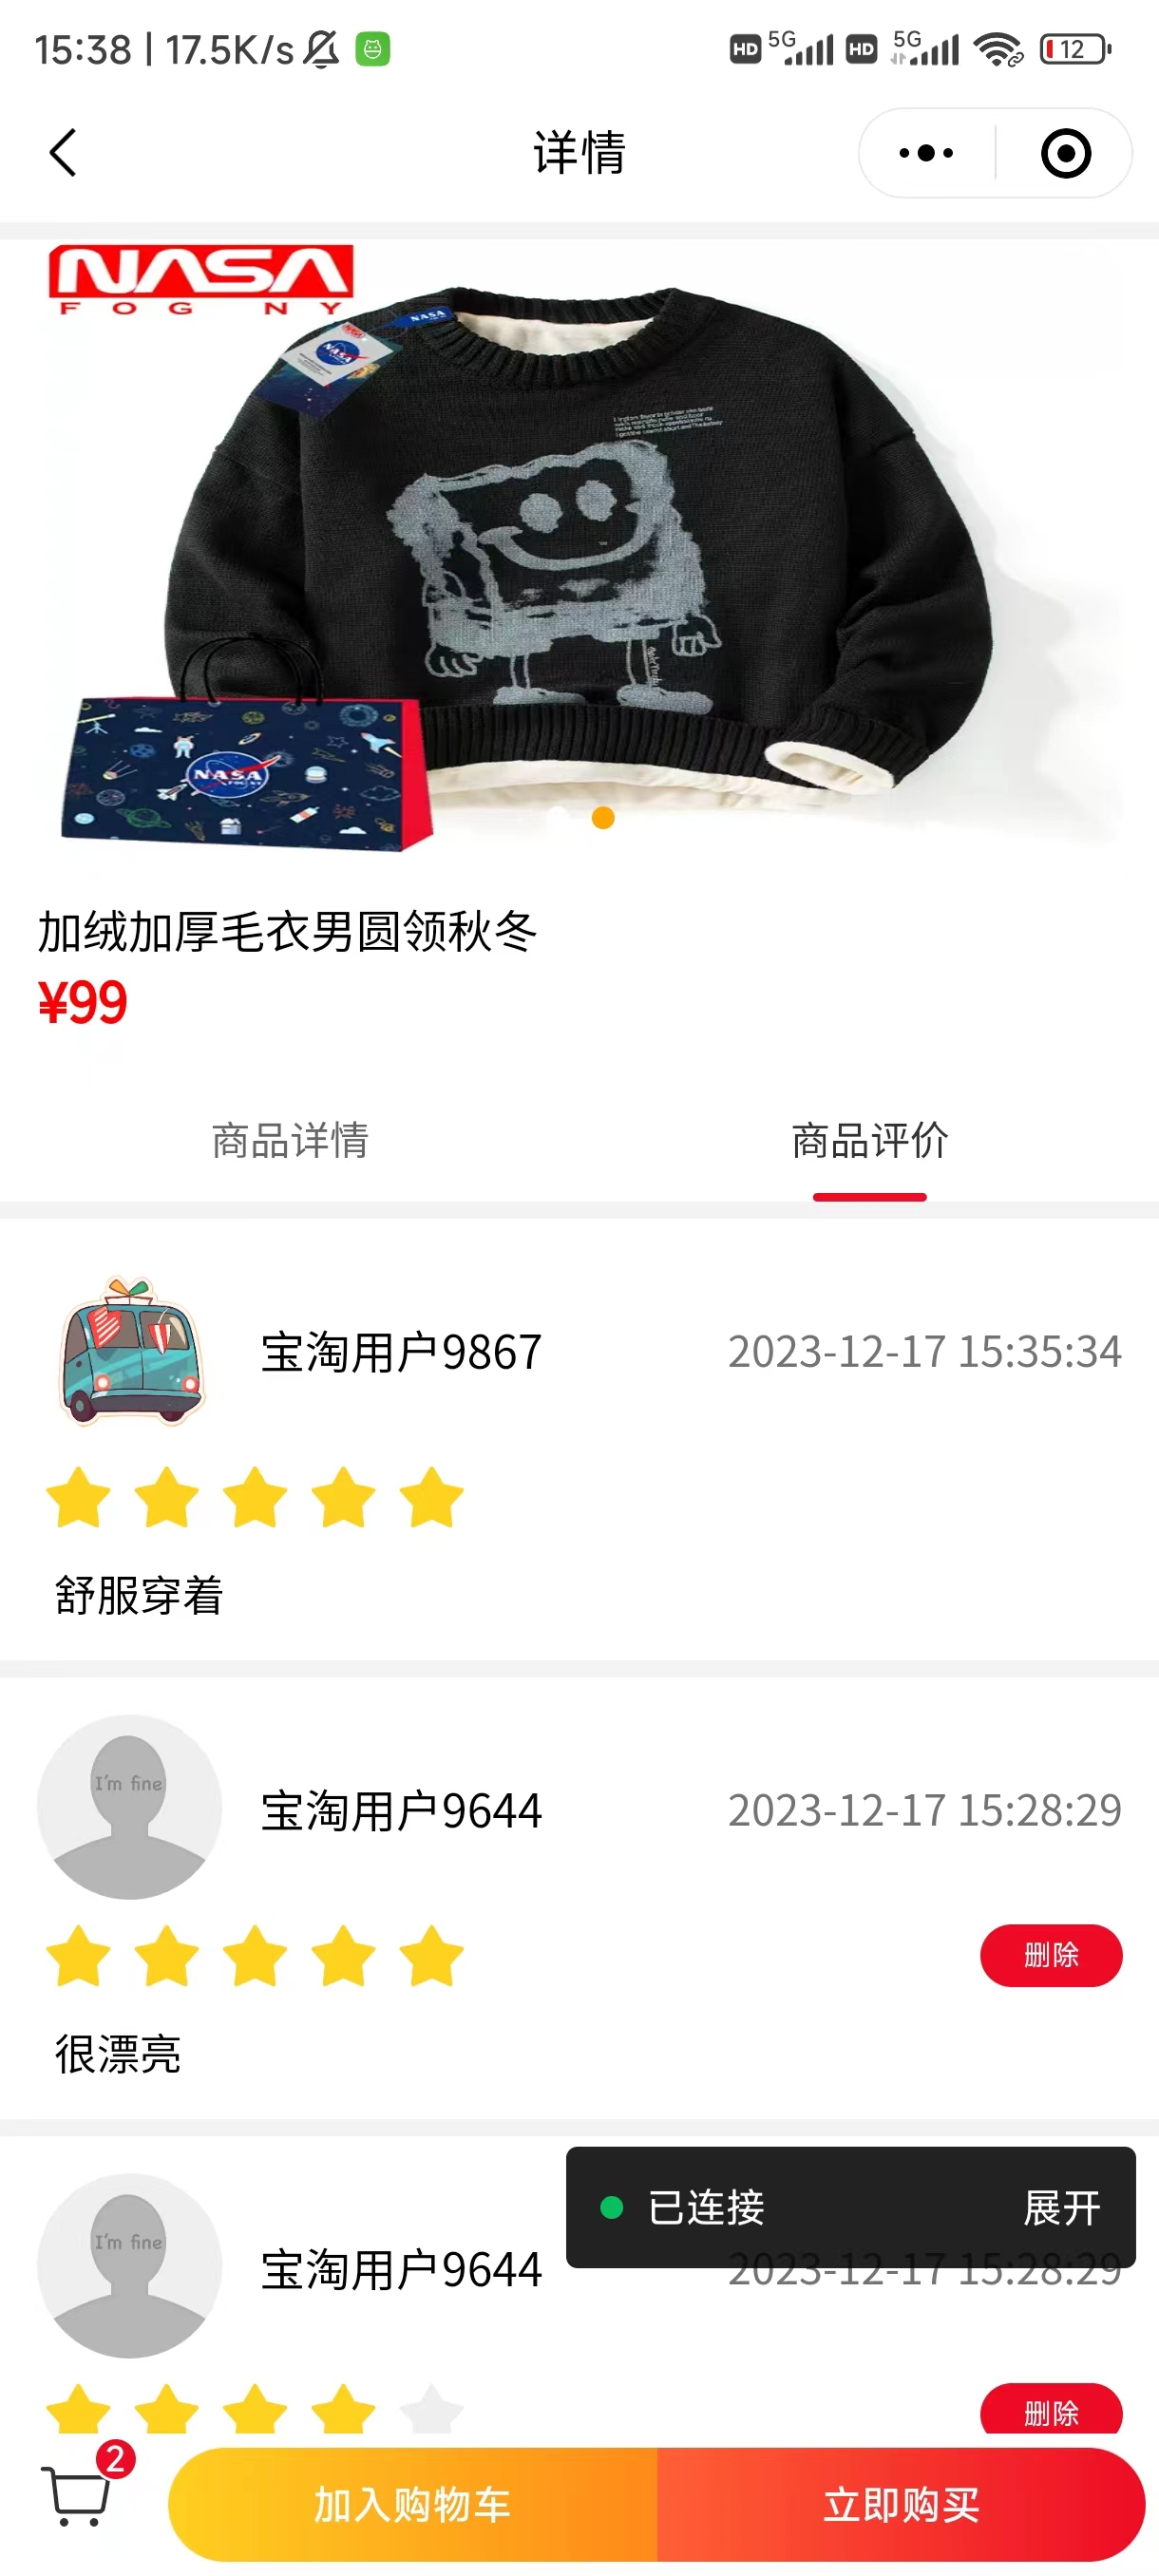 15:38 | 17.5K/s
HD 5G HD 5G 12
详情
NASA
FOG NY
NASA
NASA
NASA
加绒加厚毛衣男圆领秋冬
¥99
商品详情
商品评价
宝淘用户9867
2023-12-17 15:35:34
舒服穿着
I'm fine
宝淘用户9644
2023-12-17 15:28:29
删除
很漂亮
已连接
展开
I'm fine
宝淘用户9644
2023-12-17 15:28:29
删除
2
加入购物车
立即购买